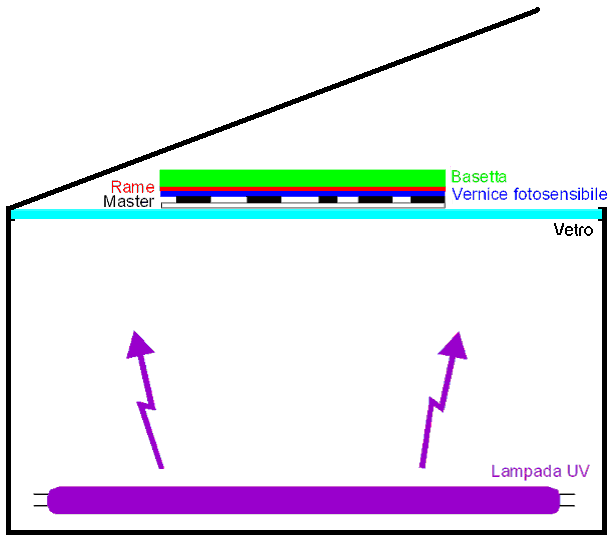 Basetta
Rame
Vernice fotosensibile
Master
Vetro
Lampada UV